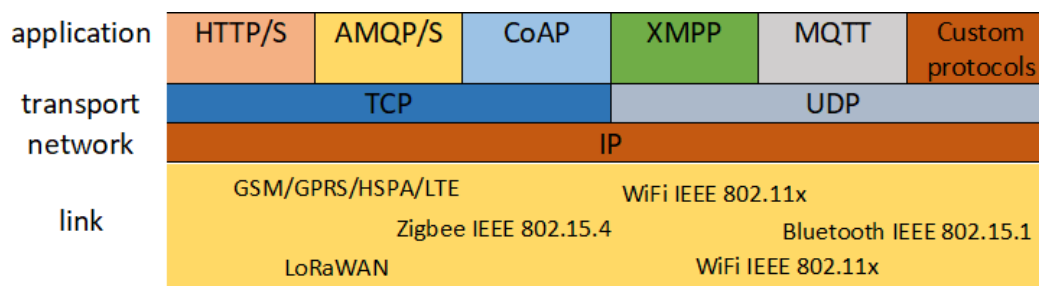 application HTTP/S AMQP/S CoAP XMPP MQTT Custom protocols
transport TCP UDP
network IP
link
GSM/GPRS/HSPA/LTE WiFi IEEE 802.11x
Zigbee IEEE 802.15.4 Bluetooth IEEE 802.15.1
LoRaWAN WiFi IEEE 802.11x